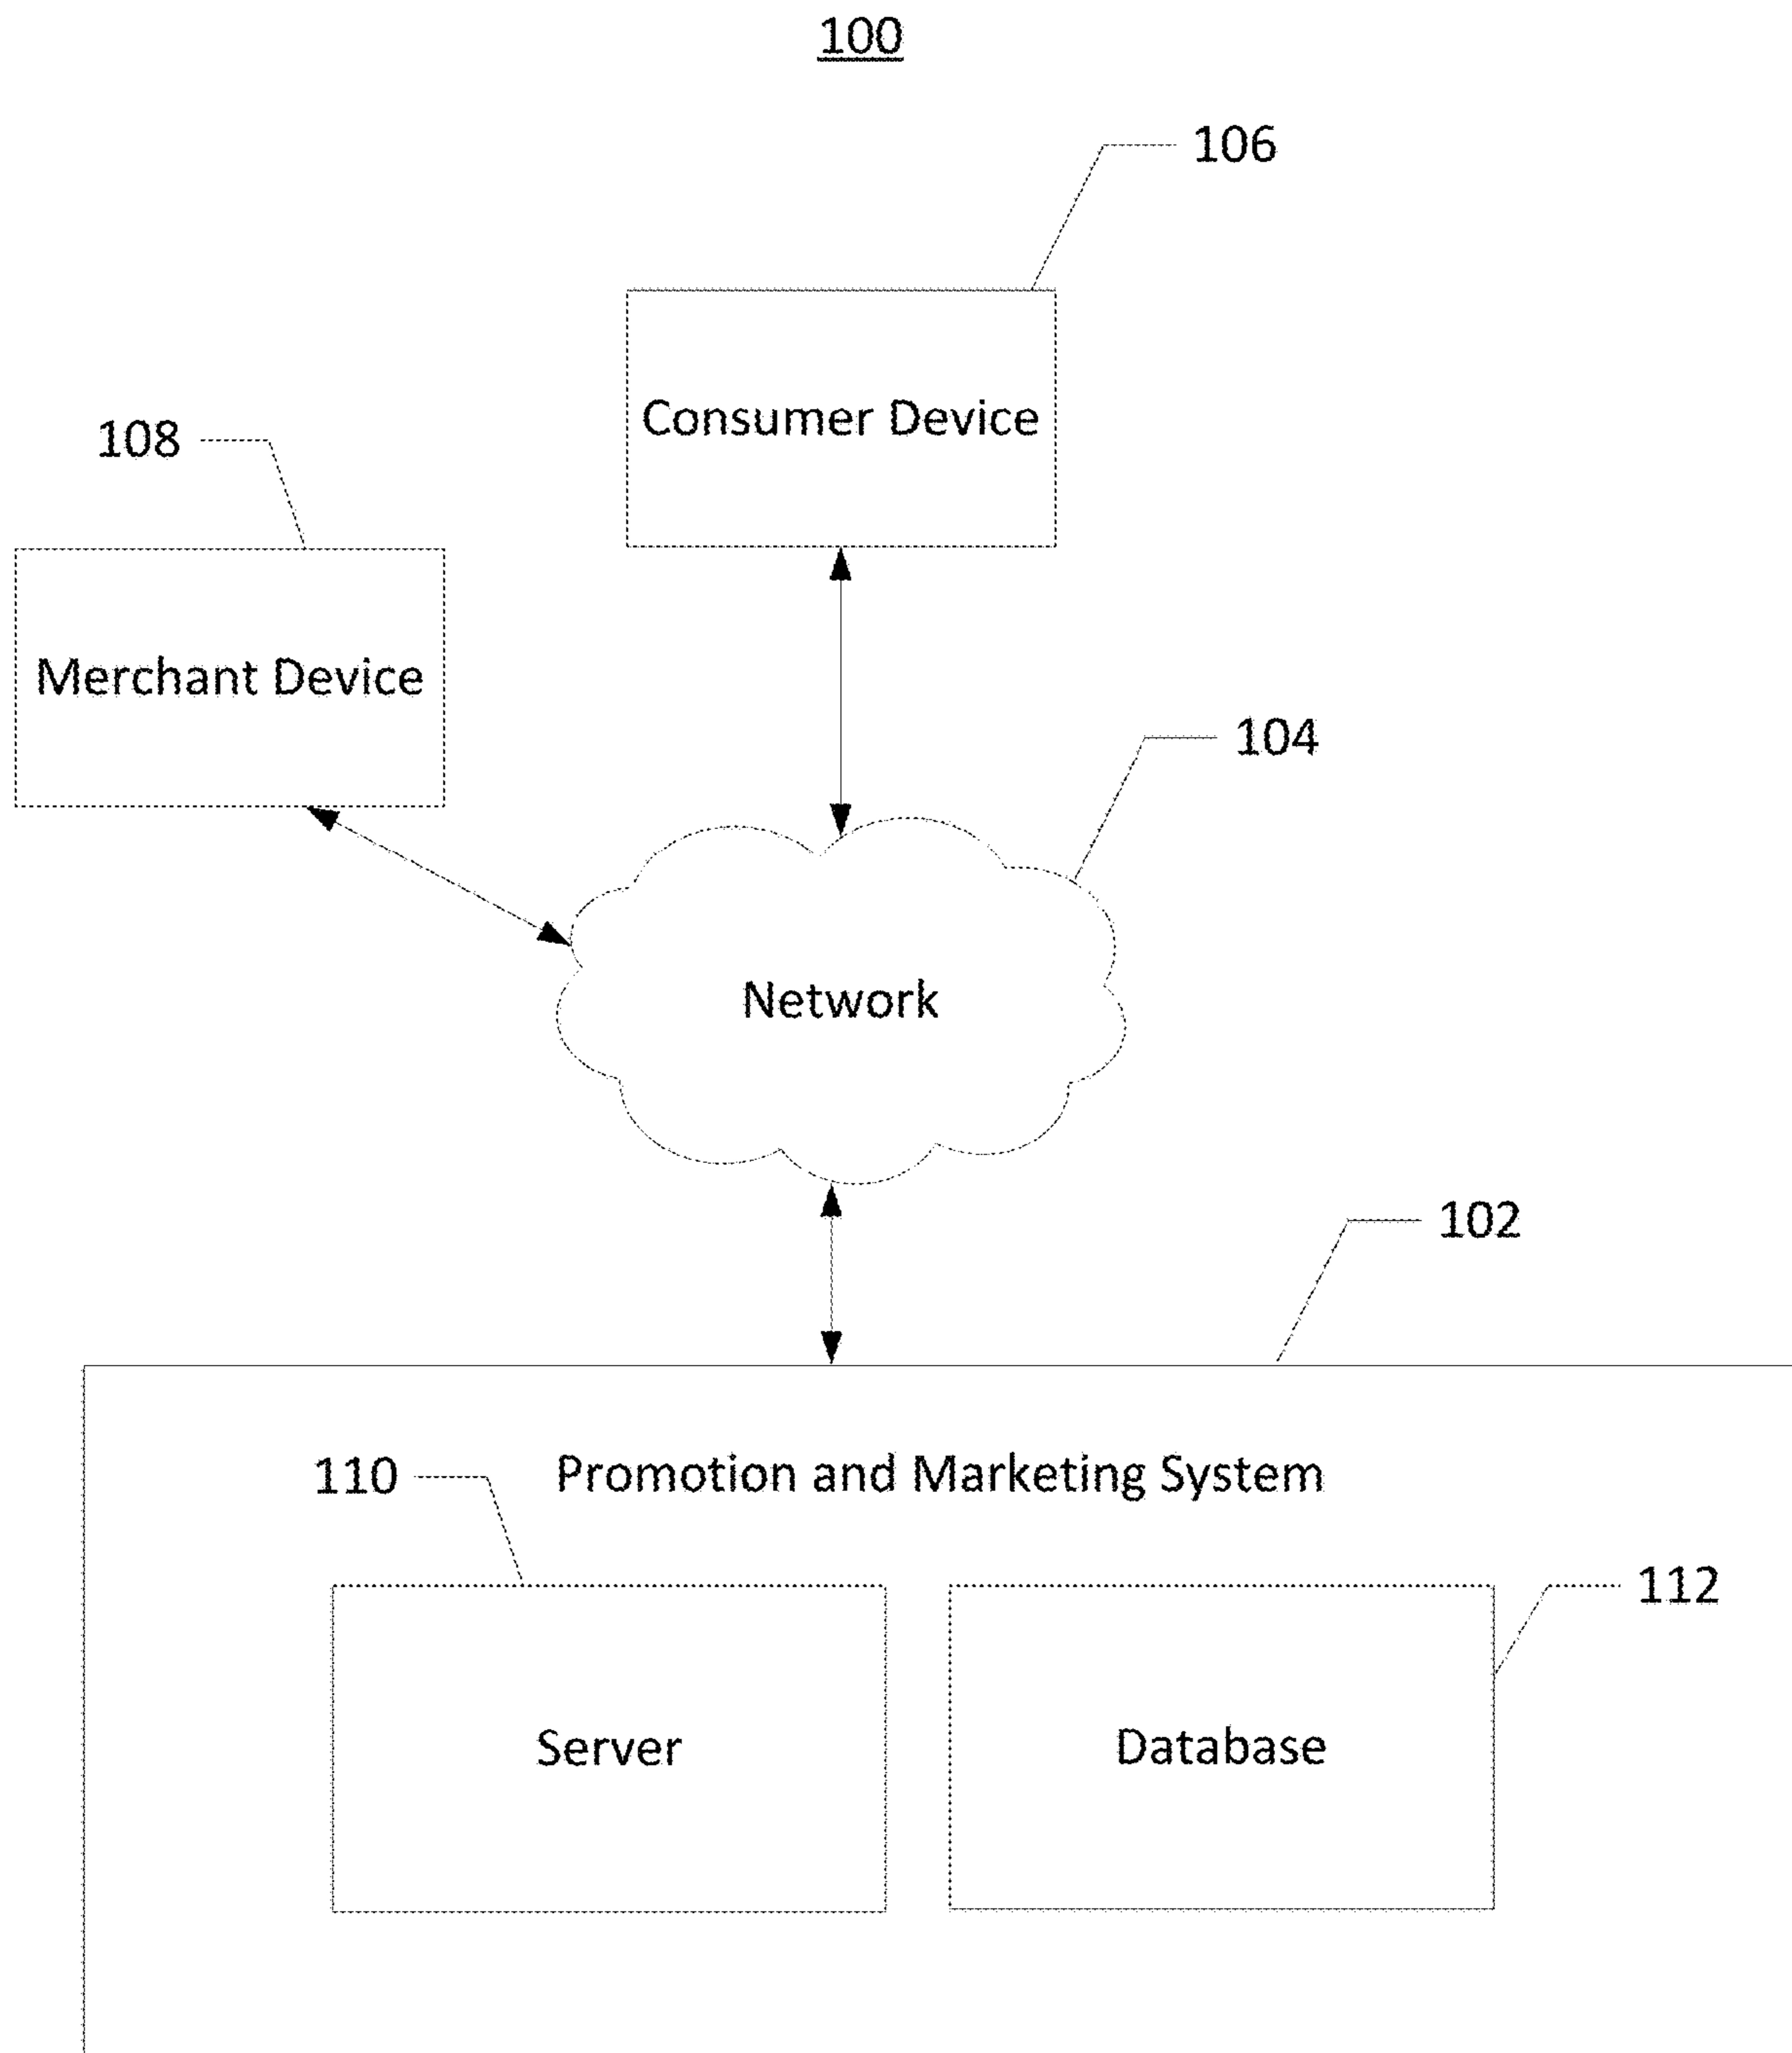 100
106
Consumer Device
108
Merchant Device
104
Network
102
Promotion and Marketing System
110
112
Server
Database